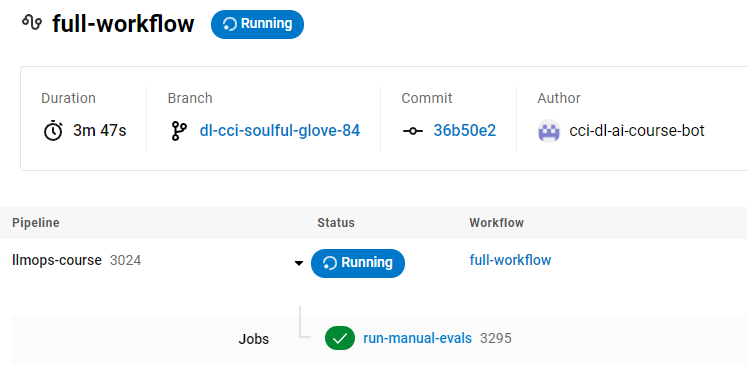 full-workflow Running
Duration Branch Commit Author
3m 47s dl-cci-soulful-glove-84 36b50e2 cci-dl-ai-course-bot
Pipeline Status Workflow
llmops-course 3024 Running full-workflow
Jobs run-manual-evals 3295